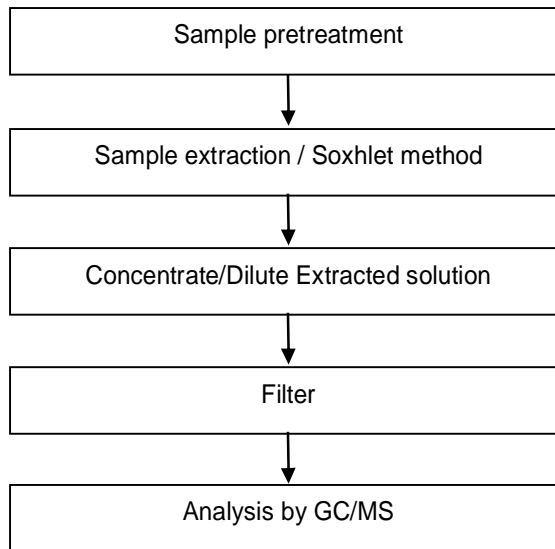 Sample pretreatment
Sample extraction / Soxhlet method
Concentrate/Dilute Extracted solution
Filter
Analysis by GC/MS